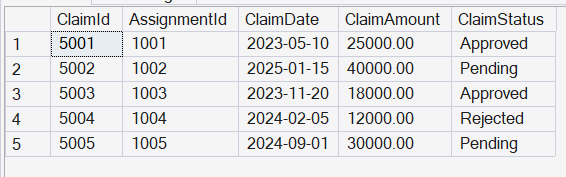 ClaimId AssignmentId ClaimDate ClaimAmount ClaimStatus
1 5001 1001 2023-05-10 25000.00 Approved
2 5002 1002 2025-01-15 40000.00 Pending
3 5003 1003 2023-11-20 18000.00 Approved
4 5004 1004 2024-02-05 12000.00 Rejected
5 5005 1005 2024-09-01 30000.00 Pending